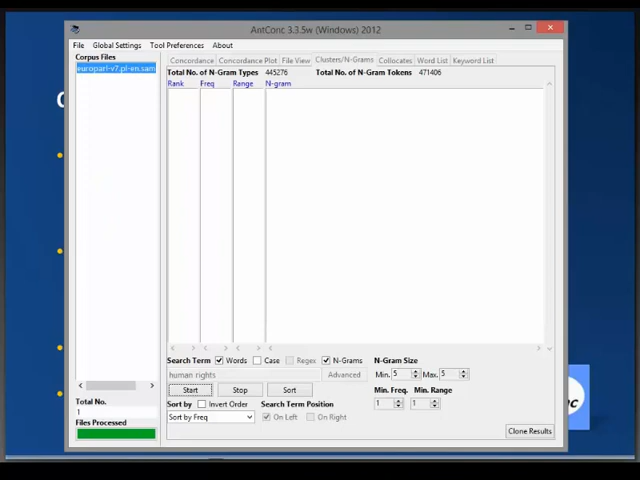 AntConc 3.3.5w (Windows) 2012
File Global Settings Tool Preferences About
Corpus Files
europarl-v7.pl-en.sam
Concordance Concordance Plot File View Clusters/N-Grams Collocates Word List Keyword List
Total No. of N-Gram Types 445276 Total No. of N-Gram Tokens 471406
Rank Freq Range N-gram
Search Term Words Case Regex N-Grams N-Gram Size
human rights Advanced Min. 5 Max. 5
Start Stop Sort Min. Freq. Min. Range
Total No. Sort by Invert Order Search Term Position 1 1
1
Files Processed Sort by Freq On Left On Right
Clone Results